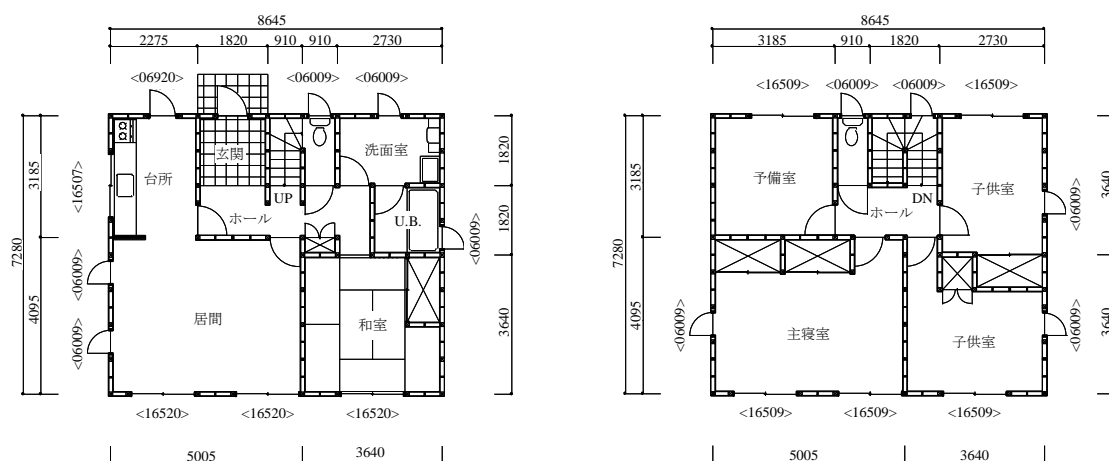 8645
2275 1820 910 910 2730
<06920> <06009> <06009>
3185
4095
7280
<16507>
<06009>
<06009>
台所
玄関
洗面室
UP
ホール
U.B.
居間
和室
<06009>
1820
1820
3640
<16520> <16520> <16520>
5005 3640
8645
3185 910 1820 2730
<16509> <06009> <06009> <16509>
3185
4095
7280
予備室
子供室
DN
ホール
主寝室
子供室
<06009>
<06009>
<06009>
3640
3640
<16509> <16509> <16509>
5005 3640